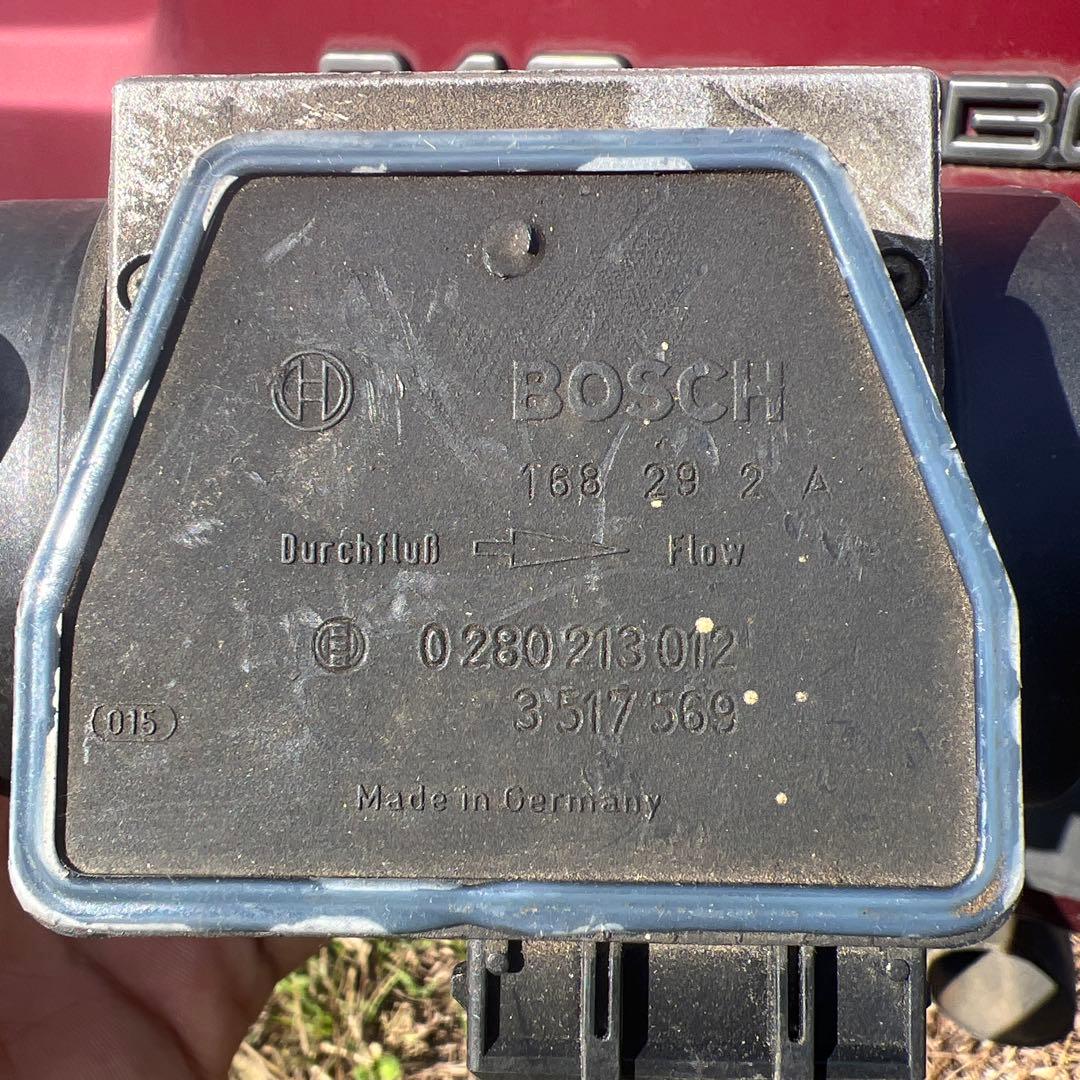 BOSCH
168 29 2 A
Durchfluß Flow
0 280 213 012
3 517 569
(015)
Made in Germany